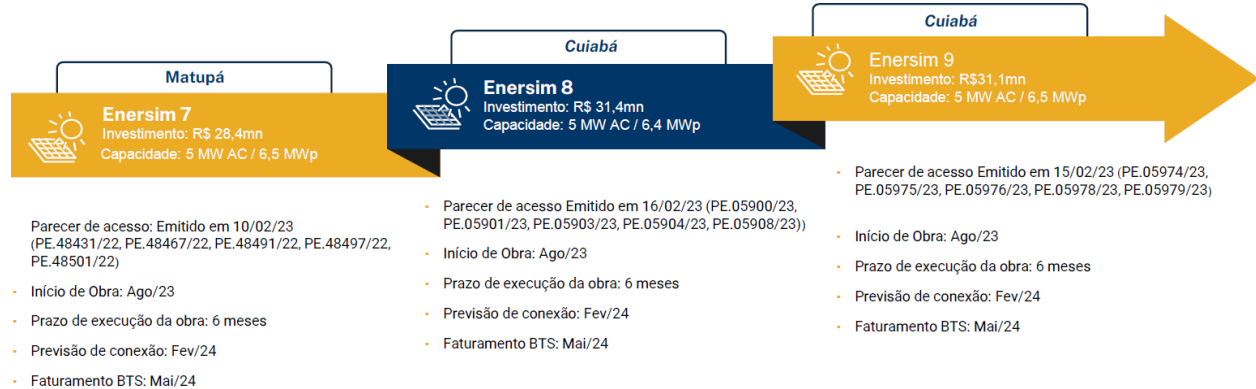 Matupá
Enersim 7
Investimento: R$ 28,4mn
Capacidade: 5 MW AC / 6,5 MWp
Parecer de acesso: Emitido em 10/02/23
(PE.48431/22, PE.48467/22, PE.48491/22, PE.48497/22,
PE.48501/22)
- Início de Obra: Ago/23
- Prazo de execução da obra: 6 meses
- Previsão de conexão: Fev/24
- Faturamento BTS: Mai/24
Cuiabá
Enersim 8
Investimento: R$ 31,4mn
Capacidade: 5 MW AC / 6,4 MWp
- Parecer de acesso Emitido em 16/02/23 (PE.05900/23,
PE.05901/23, PE.05903/23, PE.05904/23, PE.05908/23))
- Início de Obra: Ago/23
- Prazo de execução da obra: 6 meses
- Previsão de conexão: Fev/24
- Faturamento BTS: Mai/24
Cuiabá
Enersim 9
Investimento: R$31,1mn
Capacidade: 5 MW AC / 6,5 MWp
- Parecer de acesso Emitido em 15/02/23 (PE.05974/23,
PE.05975/23, PE.05976/23, PE.05978/23, PE.05979/23)
- Início de Obra: Ago/23
- Prazo de execução da obra: 6 meses
- Previsão de conexão: Fev/24
- Faturamento BTS: Mai/24